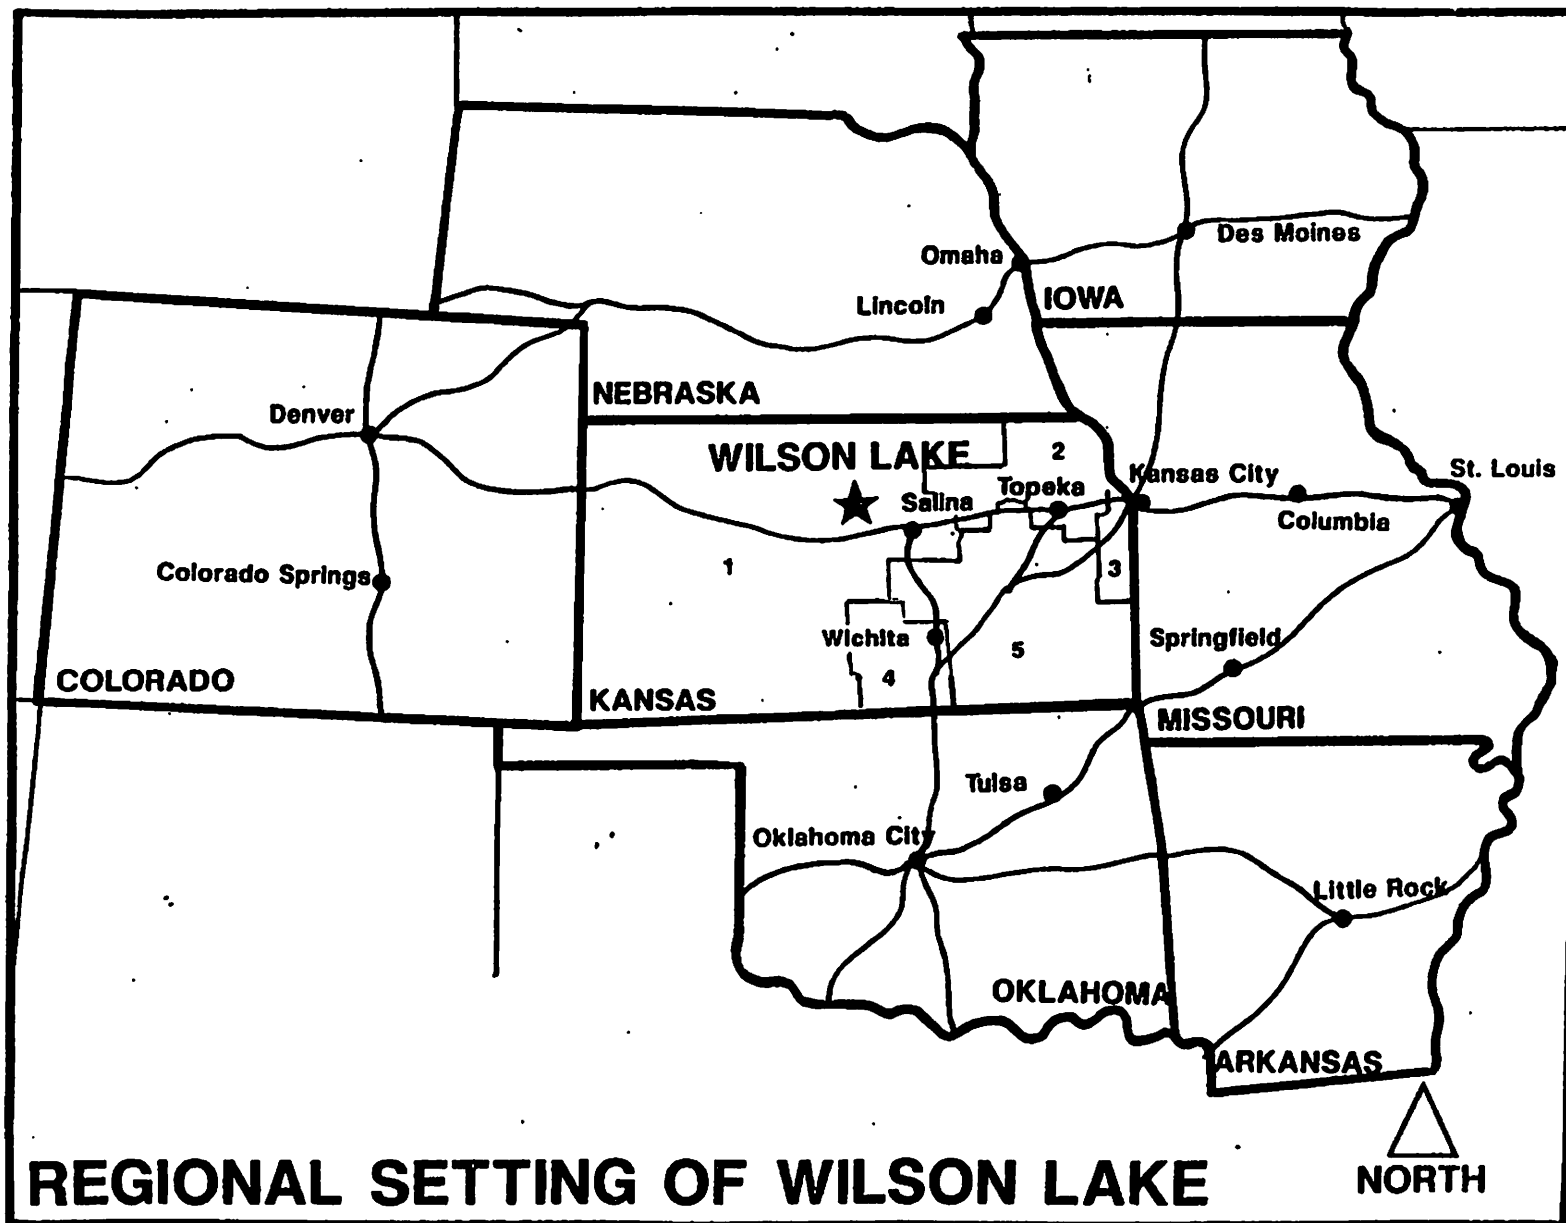 Des Moines
Omaha
IOWA
Lincoln
NEBRASKA
Denver
WILSON LAKE
2
Kansas City
St. Louis
Topeka
Salina
Columbia
1
Colorado Springs
3
Wichita
Springfield
5
4
COLORADO
KANSAS
MISSOURI
Tulsa
Oklahoma City
Little Rock
OKLAHOMA
ARKANSAS
REGIONAL SETTING OF WILSON LAKE
NORTH